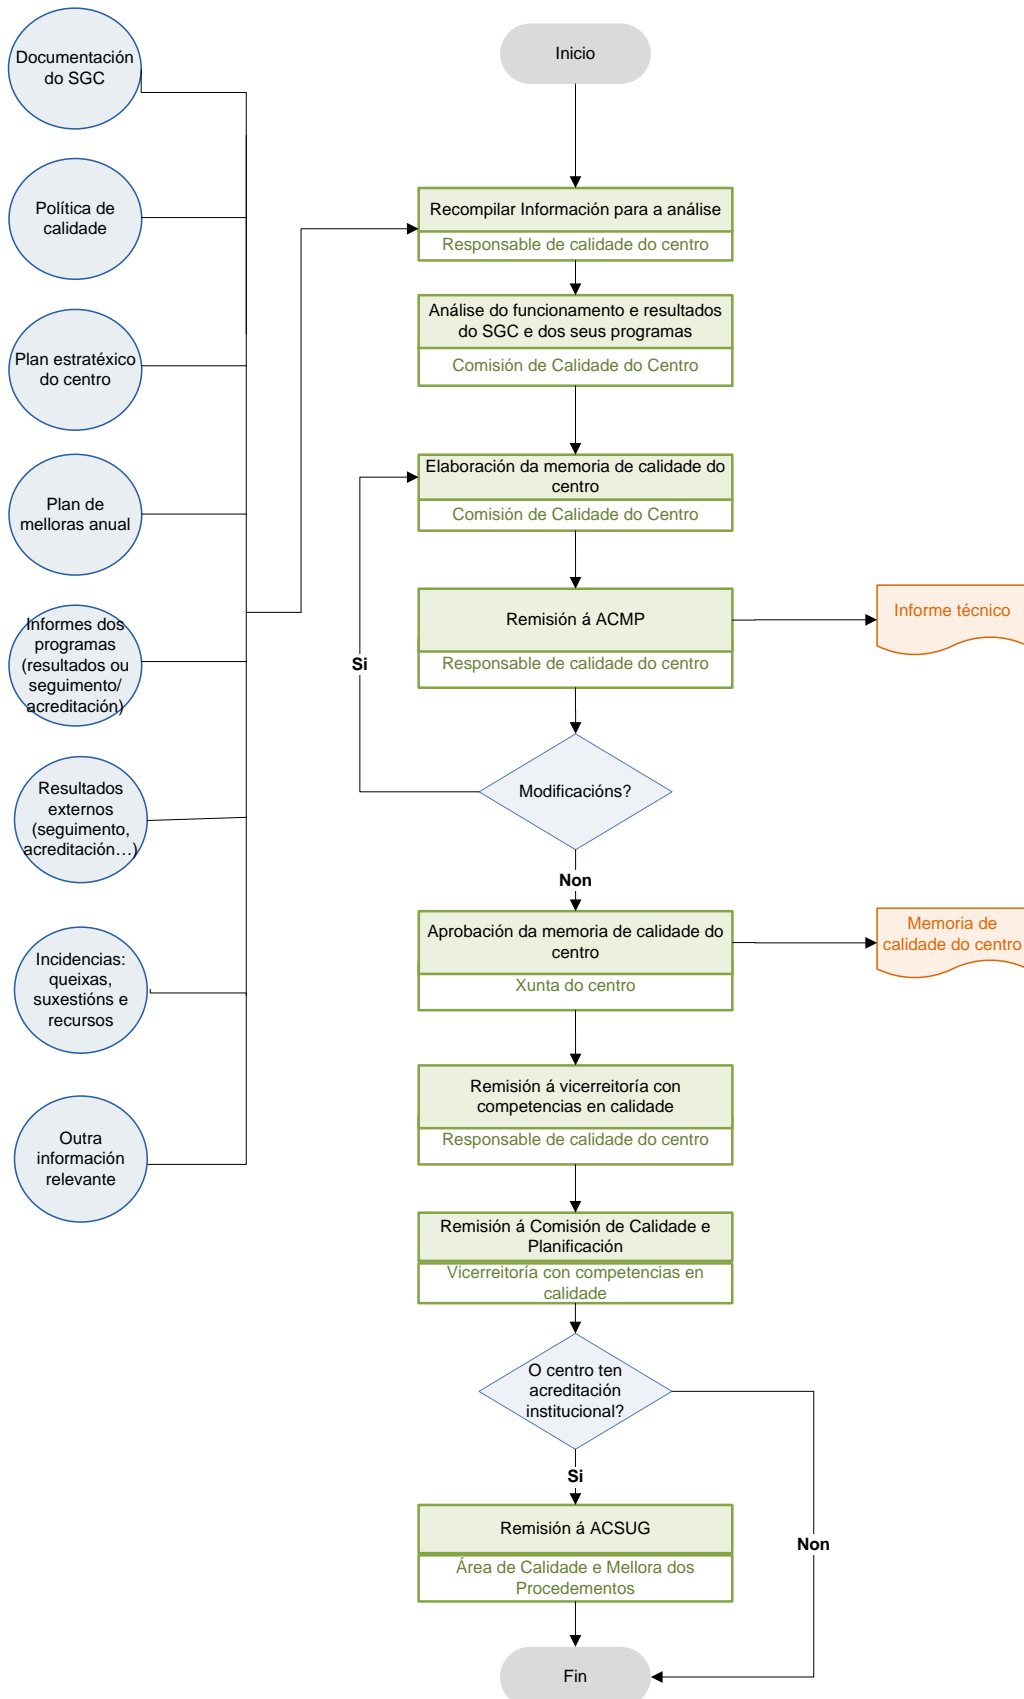 Documentación
do SGC
Política de
calidade
Plan estratéxico
do centro
Plan de
melloras anual
Informes dos
programas
(resultados ou
seguimento/
acreditación)
Resultados
externos
(seguimento,
acreditación…)
Incidencias:
queixas,
suxestións e
recursos
Outra
información
relevante
Inicio
Recompilar Información para a análise
Responsable de calidade do centro
Análise do funcionamento e resultados
do SGC e dos seus programas
Comisión de Calidade do Centro
Elaboración da memoria de calidade do
centro
Comisión de Calidade do Centro
Remisión á ACMP
Responsable de calidade do centro
Informe técnico
Si
Modificacións?
Non
Aprobación da memoria de calidade do
centro
Xunta do centro
Memoria de
calidade do centro
Remisión á vicerreitoría con
competencias en calidade
Responsable de calidade do centro
Remisión á Comisión de Calidade e
Planificación
Vicerreitoría con competencias en
calidade
O centro ten
acreditación
institucional?
Si
Non
Remisión á ACSUG
Área de Calidade e Mellora dos
Procedementos
Fin